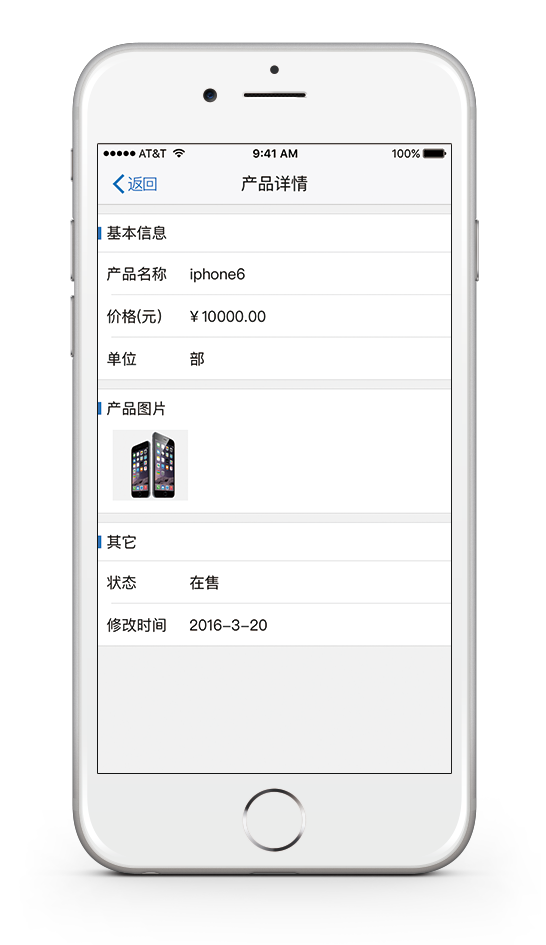 ●●●●● AT&T 9:41 AM 100%
返回 产品详情
基本信息
产品名称 iphone6
价格(元) ¥10000.00
单位 部
产品图片
其它
状态 在售
修改时间 2016-3-20